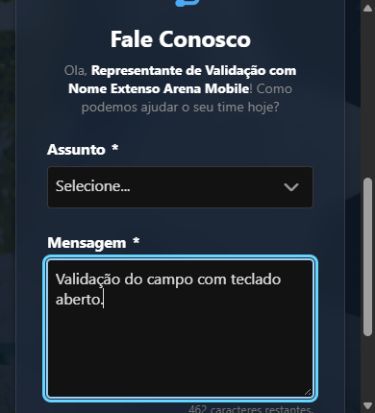 Fale Conosco
Olá, Representante de Validação com
Nome Extenso Arena Mobile! Como
podemos ajudar o seu time hoje?
Assunto *
Selecione...
Mensagem *
Validação do campo com teclado
aberto.
462 caracteres restantes.